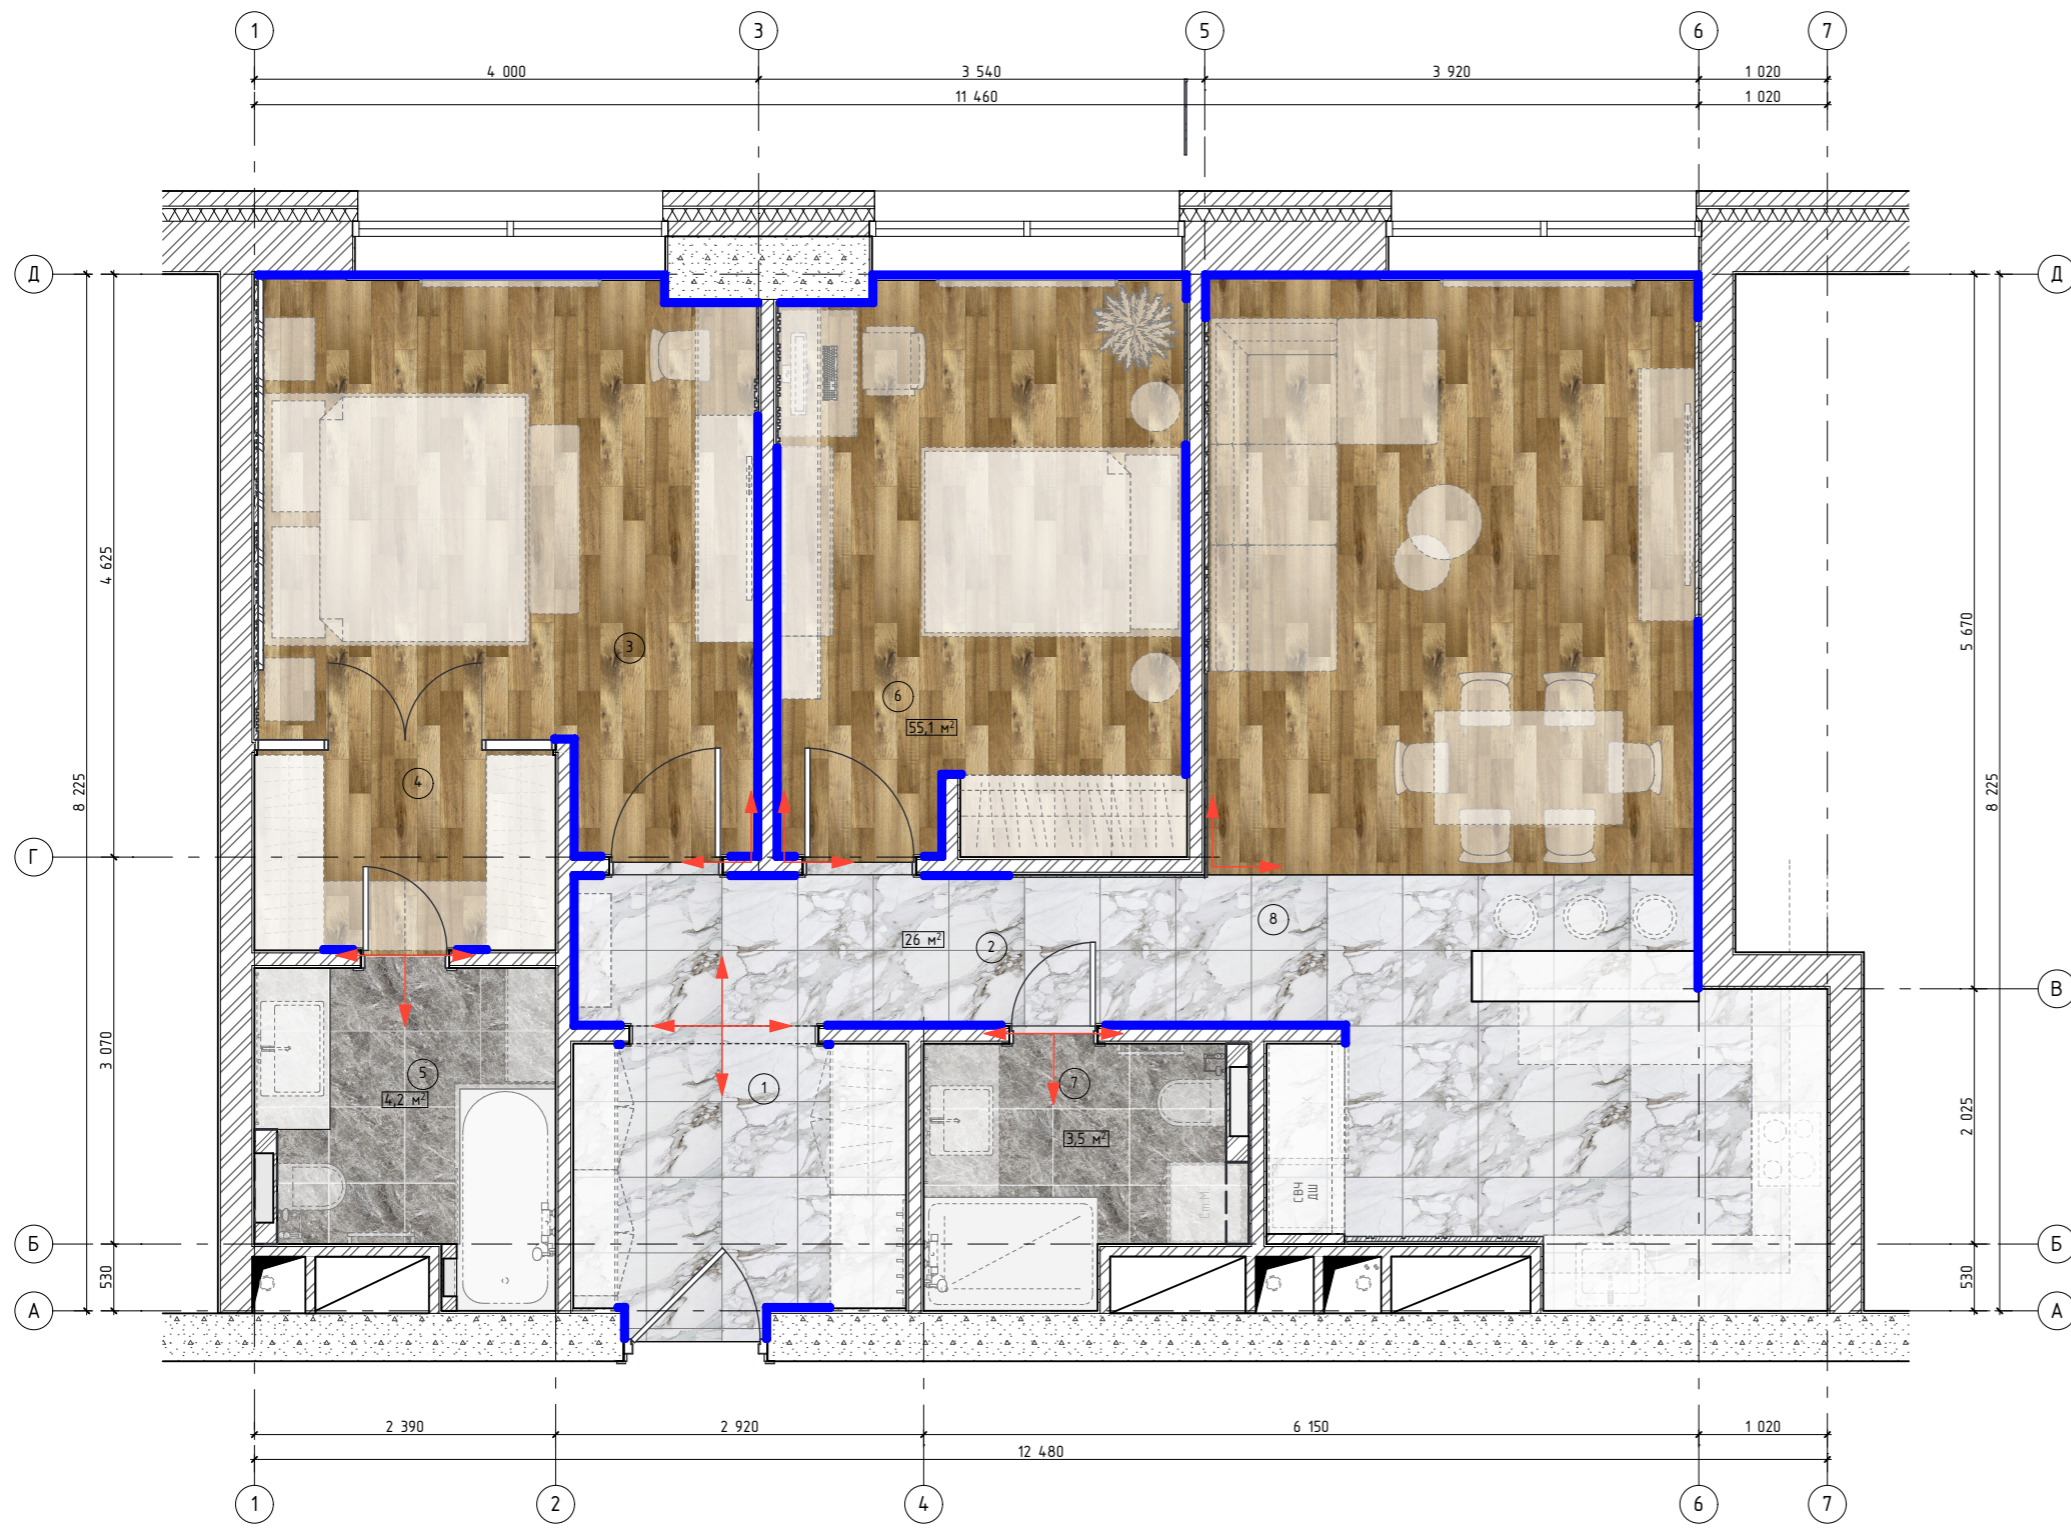 1 3 5 6 7
4 000 3 540 3 920 1 020
11 460 1 020
Д Д
4 625
5 670
3
6
55,1 м²
4
8 225
8 225
Г
8
26 м²
2
В
3 070
5
4,2 м²
1
7
3,5 м²
2 025
СВЧ
ДШ
СтМ
Б Б
530 530
А А
2 390 2 920 6 150 1 020
12 480
1 2 4 6 7